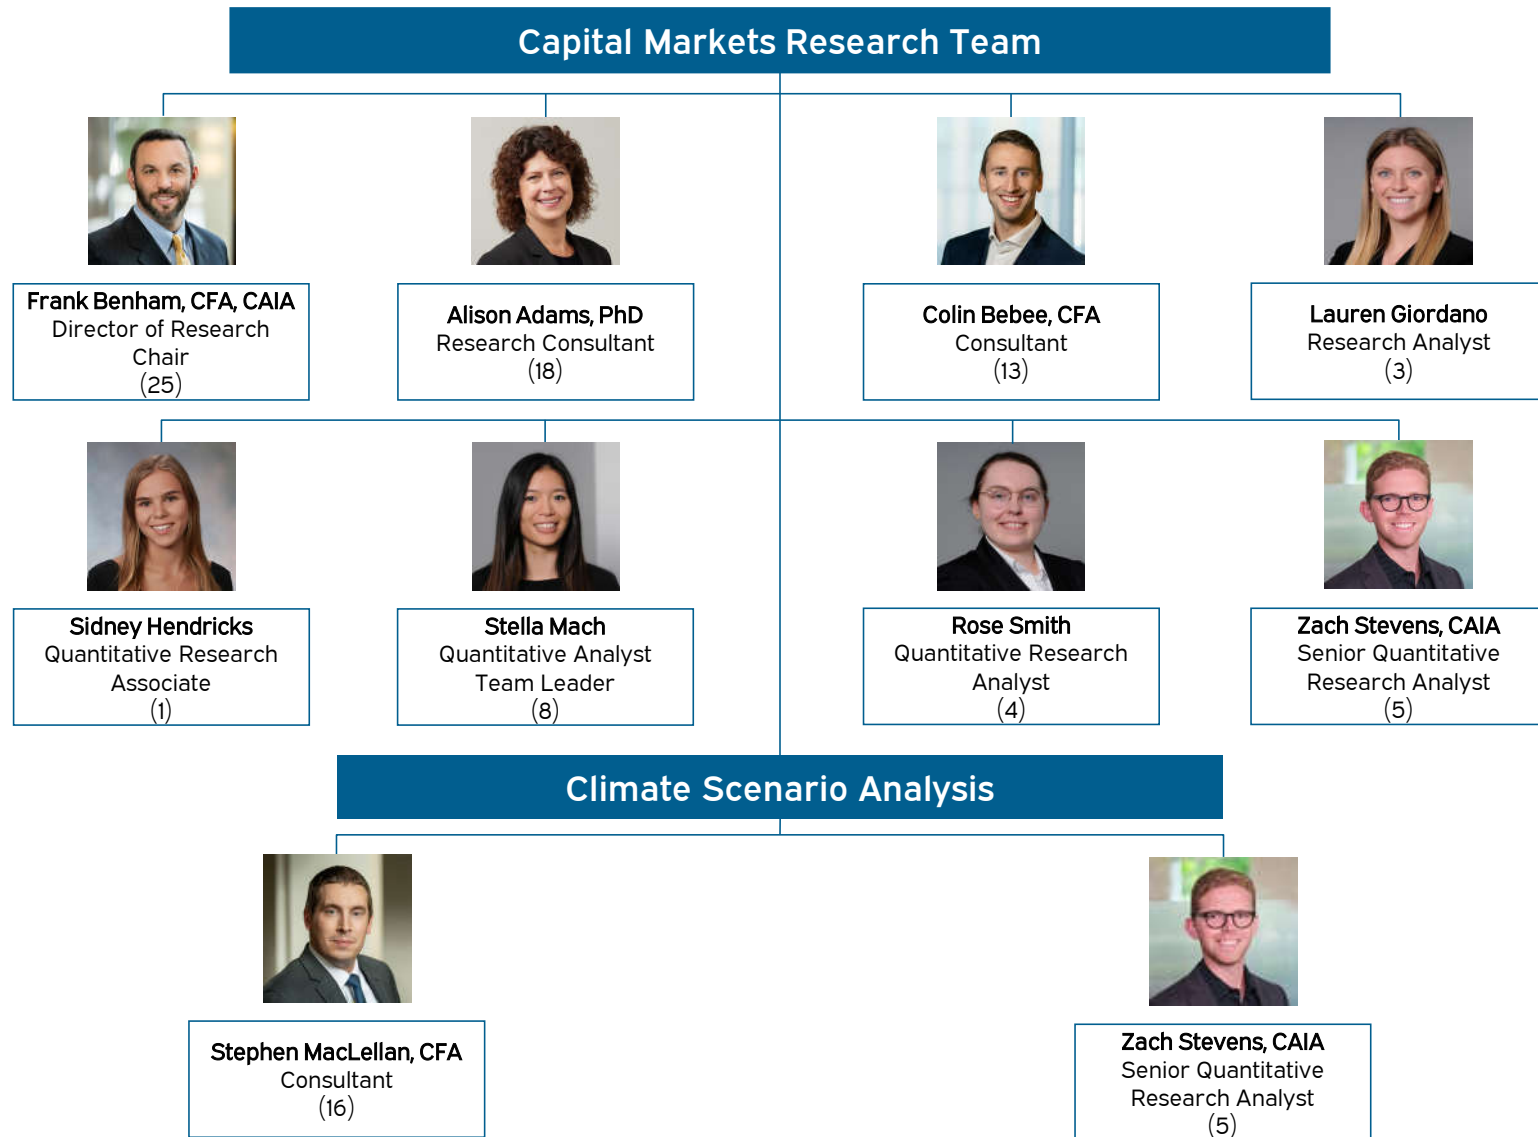 Capital Markets Research Team
Frank Benham, CFA, CAIA
Director of Research
Chair
(25)
Alison Adams, PhD
Research Consultant
(18)
Colin Bebee, CFA
Consultant
(13)
Lauren Giordano
Research Analyst
(3)
Sidney Hendricks
Quantitative Research
Associate
(1)
Stella Mach
Quantitative Analyst
Team Leader
(8)
Rose Smith
Quantitative Research
Analyst
(4)
Zach Stevens, CAIA
Senior Quantitative
Research Analyst
(5)
Climate Scenario Analysis
Stephen MacLellan, CFA
Consultant
(16)
Zach Stevens, CAIA
Senior Quantitative
Research Analyst
(5)